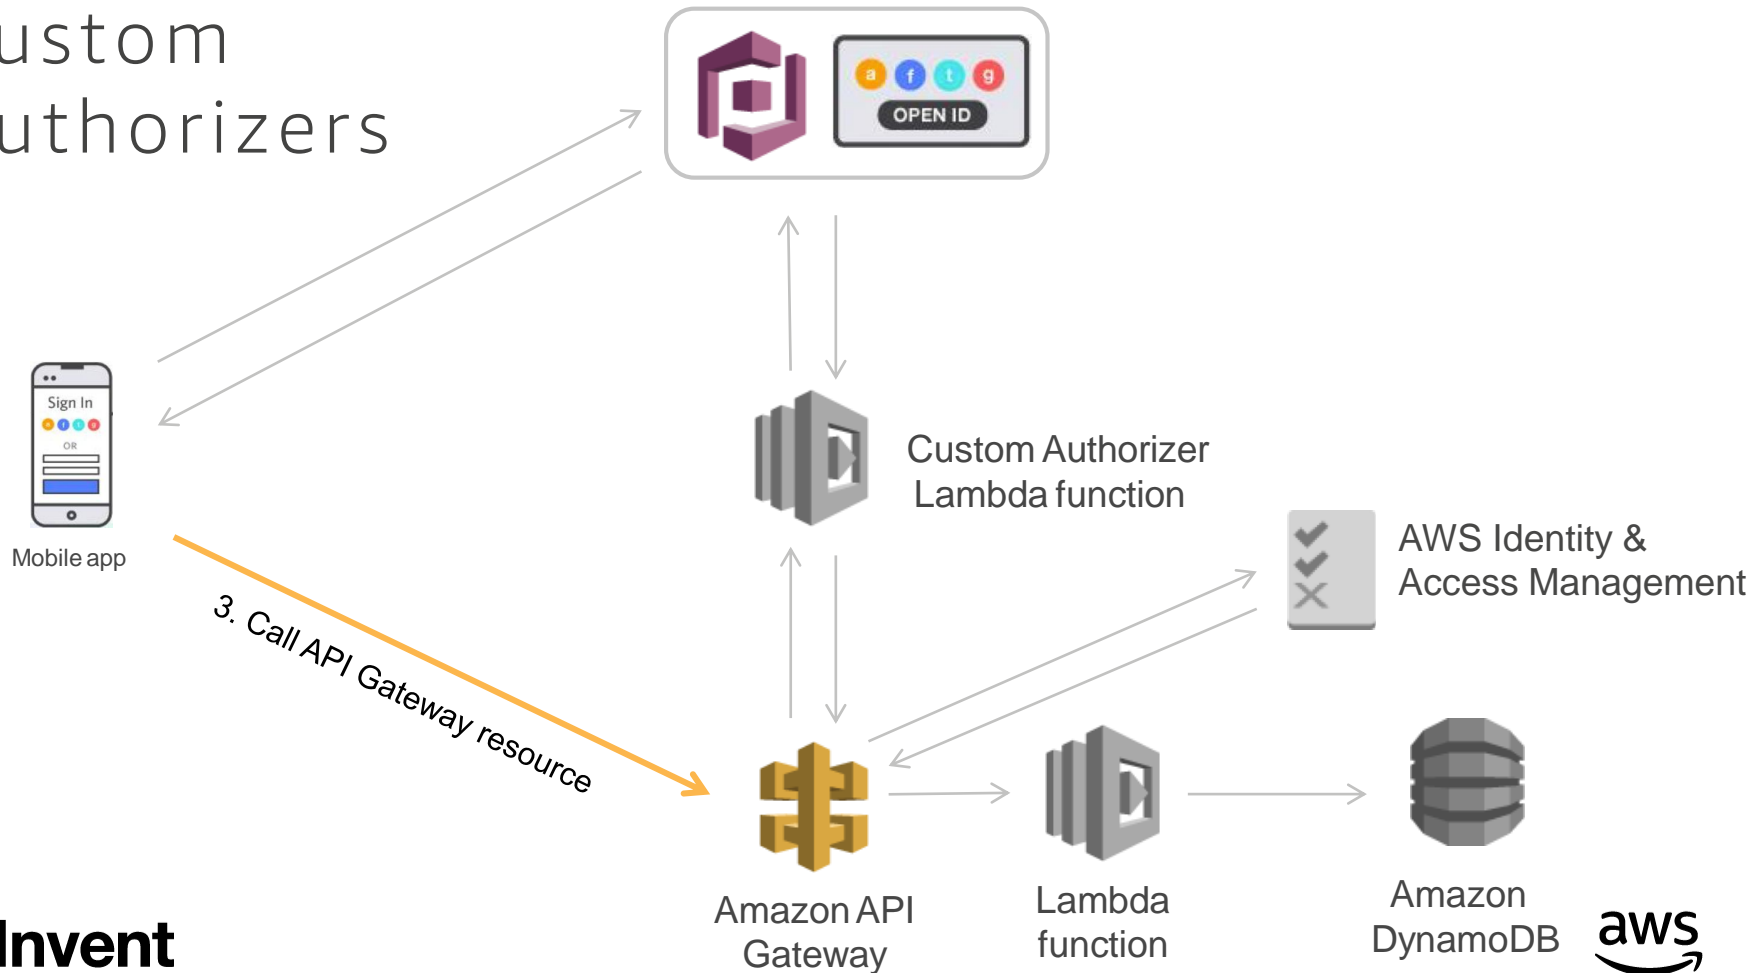 ustom
uthorizers
a f t g
OPEN ID
Sign In
a f t g
OR
Mobile app
Custom Authorizer
Lambda function
AWS Identity &
Access Management
3. Call API Gateway resource
Amazon API
Gateway
Lambda
function
Amazon
DynamoDB
Invent
aws